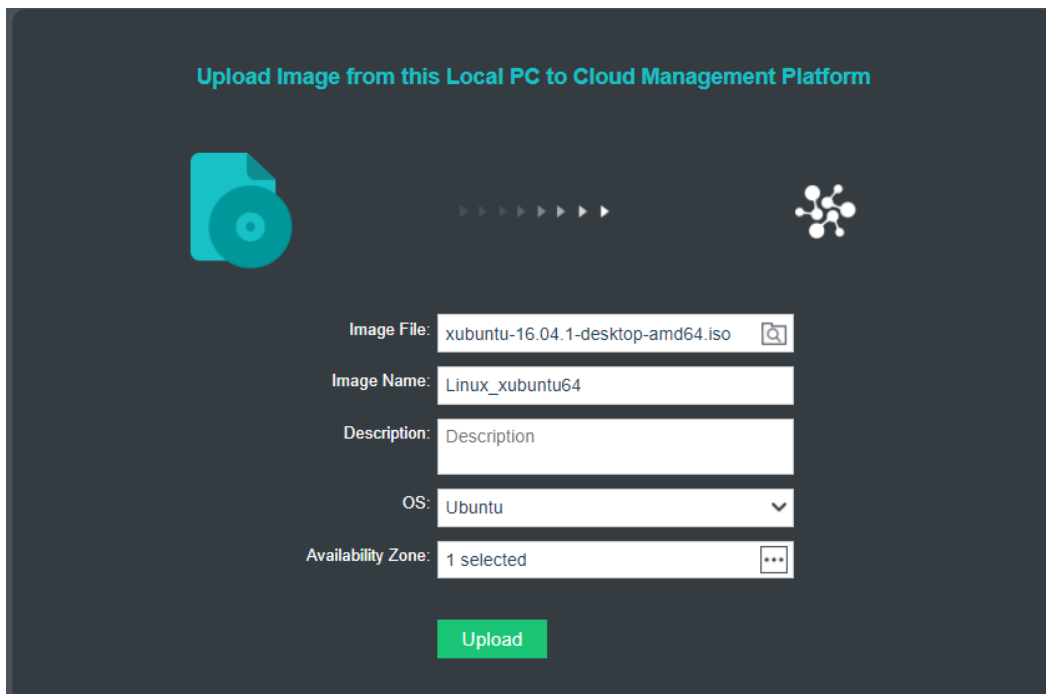 Upload Image from this Local PC to Cloud Management Platform
Image File: xubuntu-16.04.1-desktop-amd64.iso
Image Name: Linux_xubuntu64
Description: Description
OS: Ubuntu
Availability Zone: 1 selected
Upload